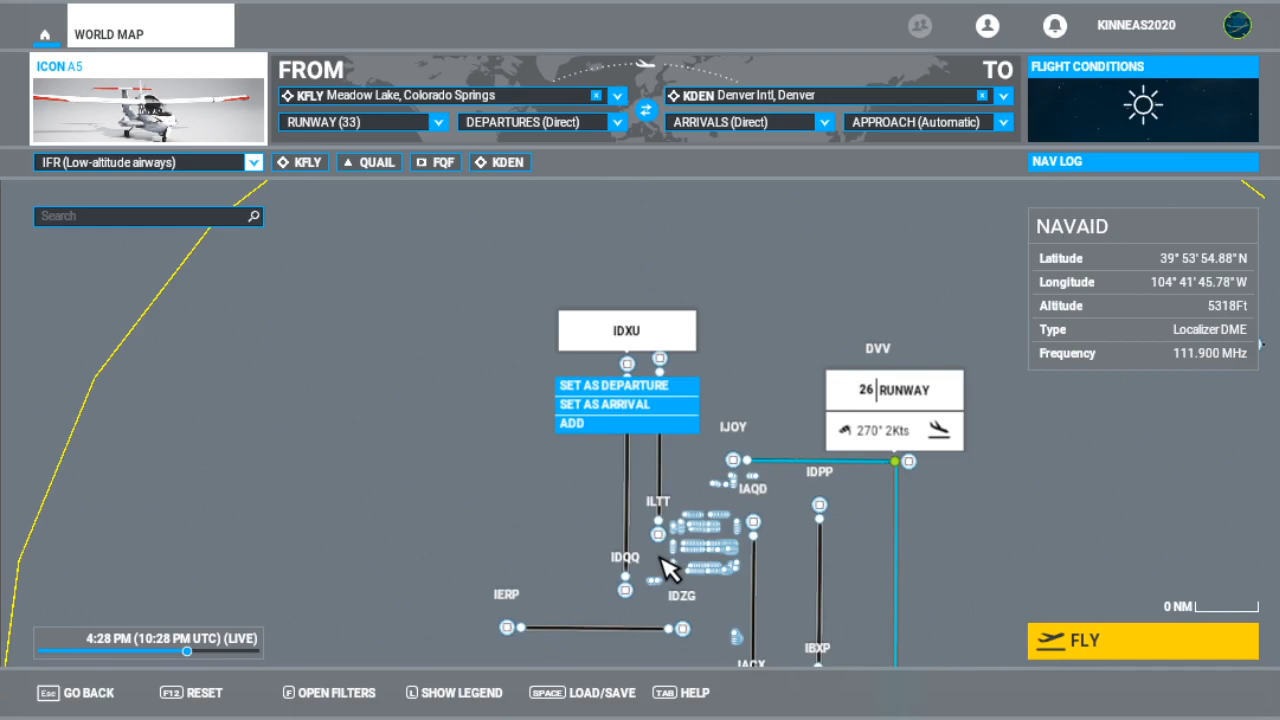 WORLD MAP
KINNEAS2020
ICON A5
FROM
TO
FLIGHT CONDITIONS
KFLY Meadow Lake, Colorado Springs
x
KDEN Denver Intl, Denver
x
RUNWAY (33)
DEPARTURES (Direct)
ARRIVALS (Direct)
APPROACH (Automatic)
IFR (Low-altitude airways)
KFLY
QUAIL
FQF
KDEN
NAV LOG
Search
NAVAID
Latitude 39° 53' 54.88" N
Longitude 104° 41' 45.78" W
Altitude 5318Ft
Type Localizer DME
Frequency 111.900 MHz
IDXU
SET AS DEPARTURE
SET AS ARRIVAL
ADD
DVV
26 RUNWAY
270° 2Kts
IJOY
IDPP
IAQD
ILTT
IDQQ
IDZG
IERP
IBXP
IACX
0 NM
4:28 PM (10:28 PM UTC) (LIVE)
FLY
Esc GO BACK
F12 RESET
F OPEN FILTERS
L SHOW LEGEND
SPACE LOAD/SAVE
TAB HELP